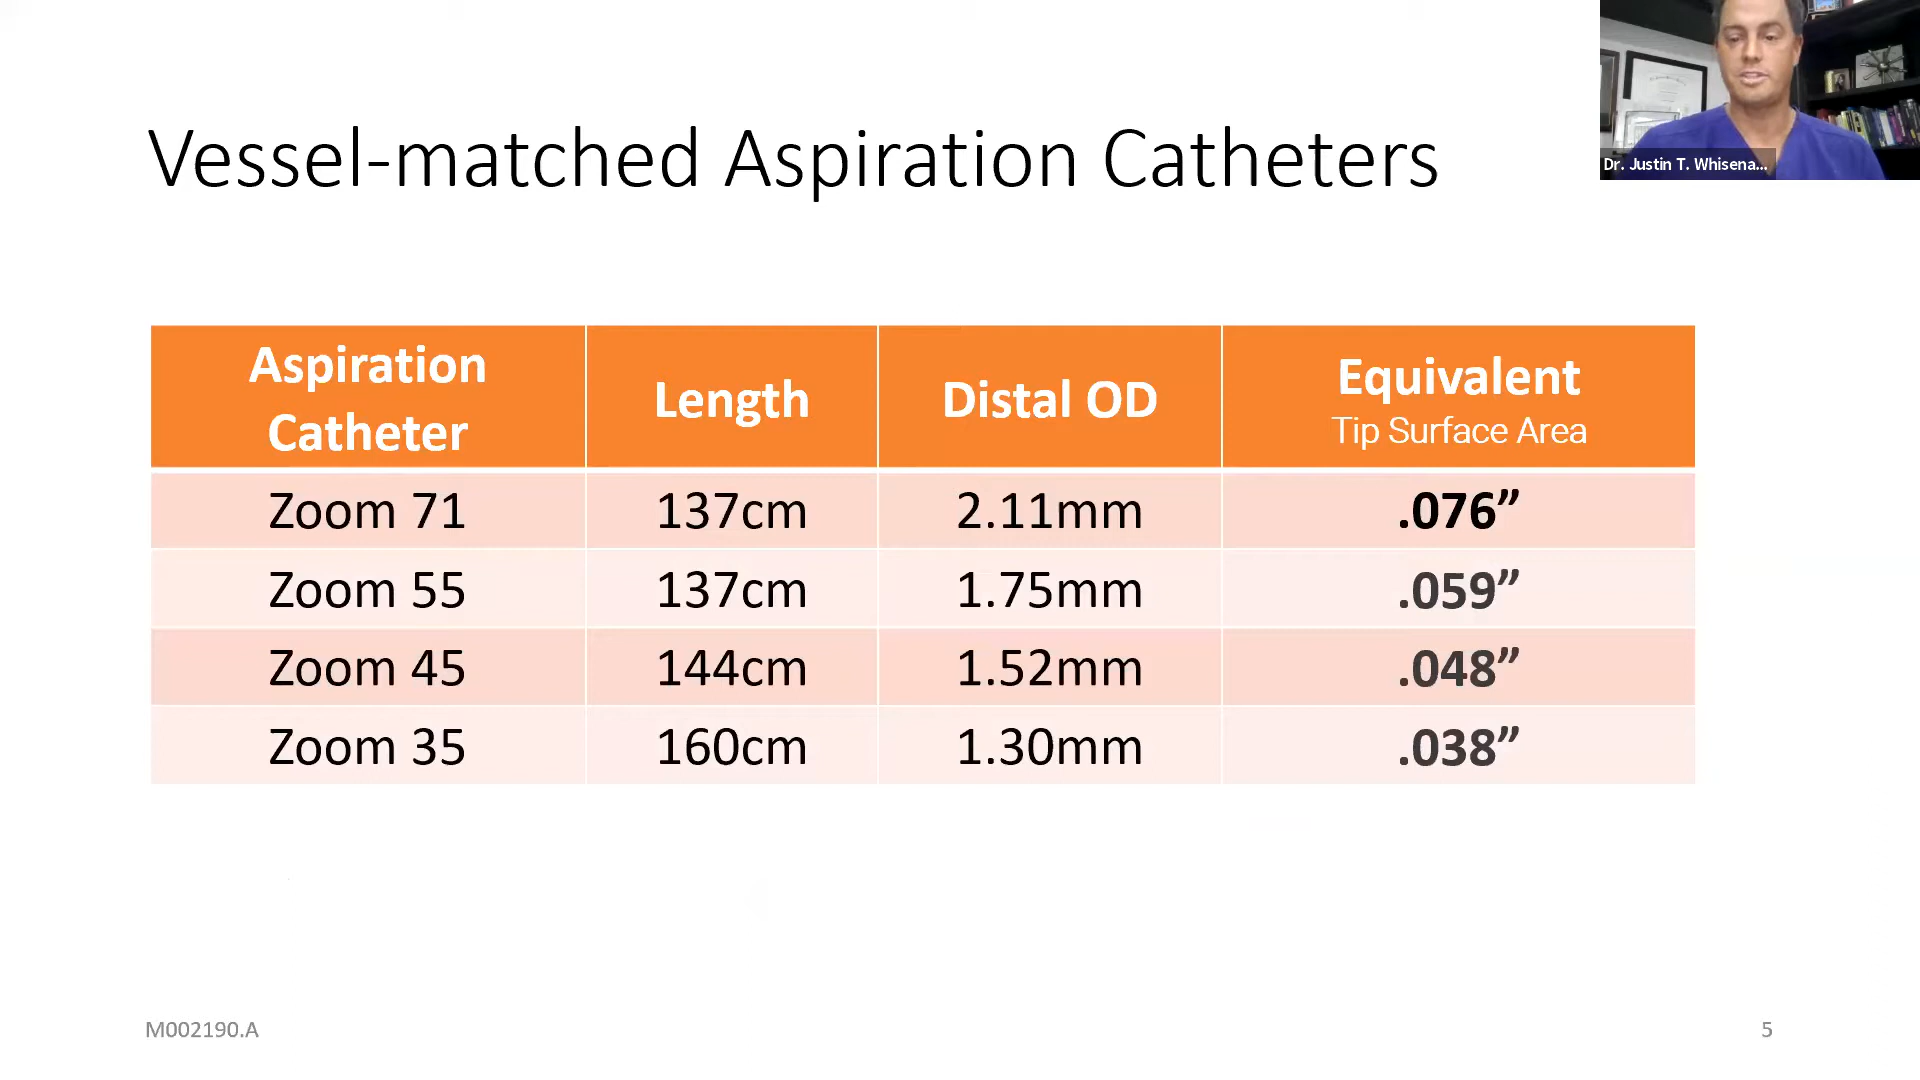 Vessel-matched Aspiration Catheters
Dr. Justin T. Whisena...
Aspiration
Catheter
Length
Distal OD
Equivalent
Tip Surface Area
Zoom 71 137cm 2.11mm .076”
Zoom 55 137cm 1.75mm .059”
Zoom 45 144cm 1.52mm .048”
Zoom 35 160cm 1.30mm .038”
M002190.A
5